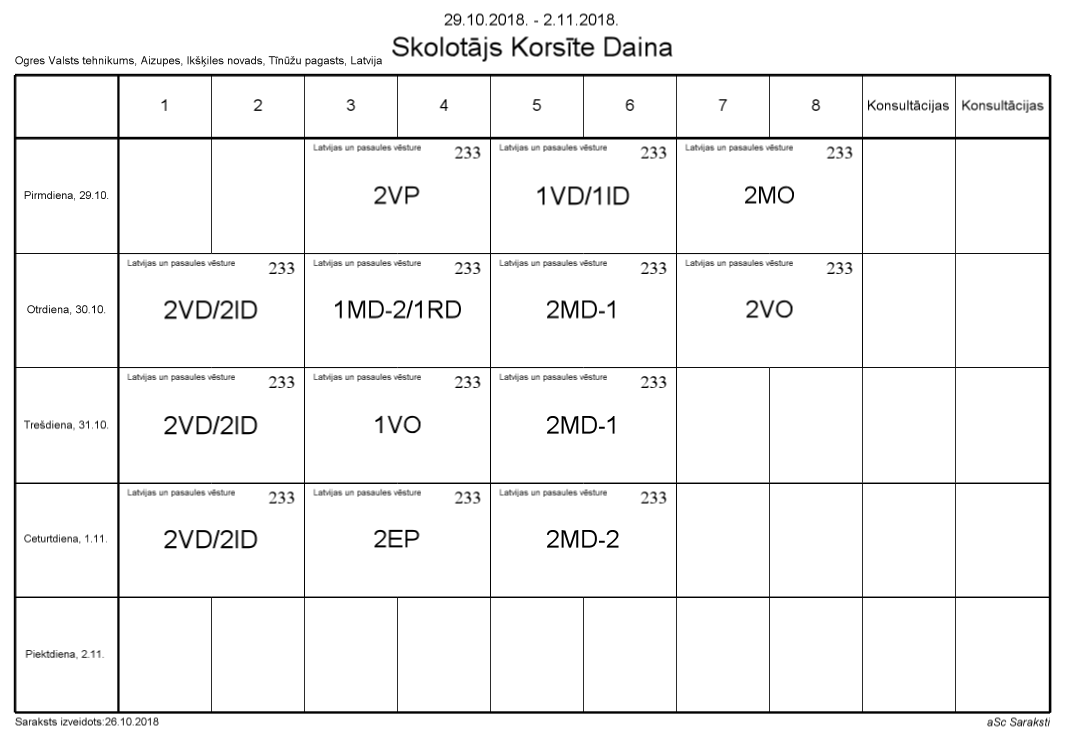 29.10.2018. - 2.11.2018.
Skolotājs Korsīte Daina
Ogres Valsts tehnikums, Aizupes, Ikšķiles novads, Tīnūžu pagasts, Latvija
1 2 3 4 5 6 7 8 Konsultācijas Konsultācijas
Latvijas un pasaules vēsture 233 Latvijas un pasaules vēsture 233 Latvijas un pasaules vēsture 233
Pirmdiena, 29.10. 2VP 1VD/1ID 2MO
Latvijas un pasaules vēsture 233 Latvijas un pasaules vēsture 233 Latvijas un pasaules vēsture 233 Latvijas un pasaules vēsture 233
Otrdiena, 30.10. 2VD/2ID 1MD-2/1RD 2MD-1 2VO
Latvijas un pasaules vēsture 233 Latvijas un pasaules vēsture 233 Latvijas un pasaules vēsture 233
Trešdiena, 31.10. 2VD/2ID 1VO 2MD-1
Latvijas un pasaules vēsture 233 Latvijas un pasaules vēsture 233 Latvijas un pasaules vēsture 233
Ceturtdiena, 1.11. 2VD/2ID 2EP 2MD-2
Piektdiena, 2.11.
Saraksts izveidots:26.10.2018 aSc Saraksti